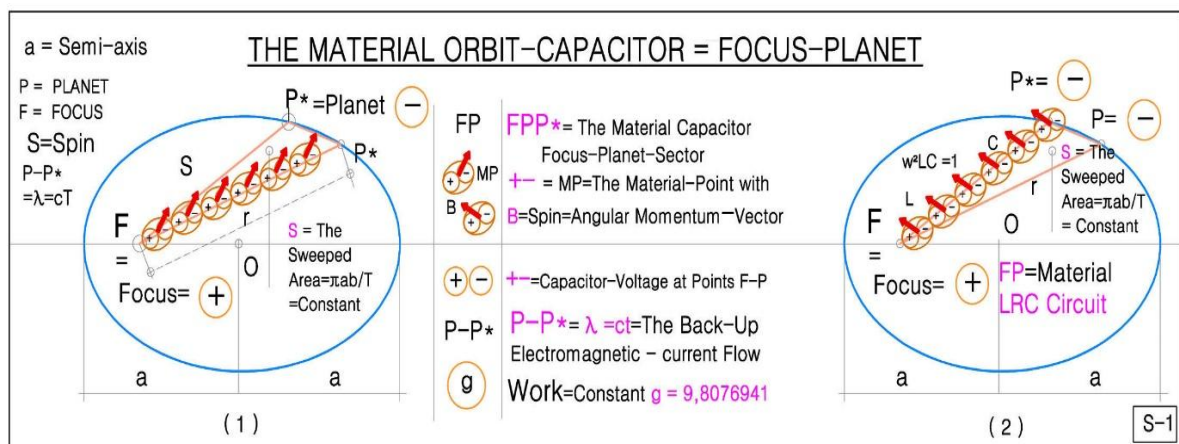 THE MATERIAL ORBIT-CAPACITOR = FOCUS-PLANET
a = Semi-axis
P = PLANET
F = FOCUS
S=Spin
P-P*
=λ=cT
P*=Planet −
P*
S
F
=
Focus= +
r
O
S = The
Sweeped
Area=πab/T
=Constant
a
a
(1)
FP
FPP*= The Material Capacitor
Focus-Planet-Sector
MP
+-= MP=The Material-Point with
B
B=Spin=Angular Momentum-Vector
+ −
+-=Capacitor-Voltage at Points F-P
P-P*
P-P*= λ =ct=The Back-Up
Electromagnetic - current Flow
g
Work=Constant g = 9,8076941
P*= −
P= −
w²LC =1
C
L
r
S = The
Sweeped
Area=πab/T
= Constant
F
=
Focus= +
O
FP=Material
LRC Circuit
a
a
(2)
S-1